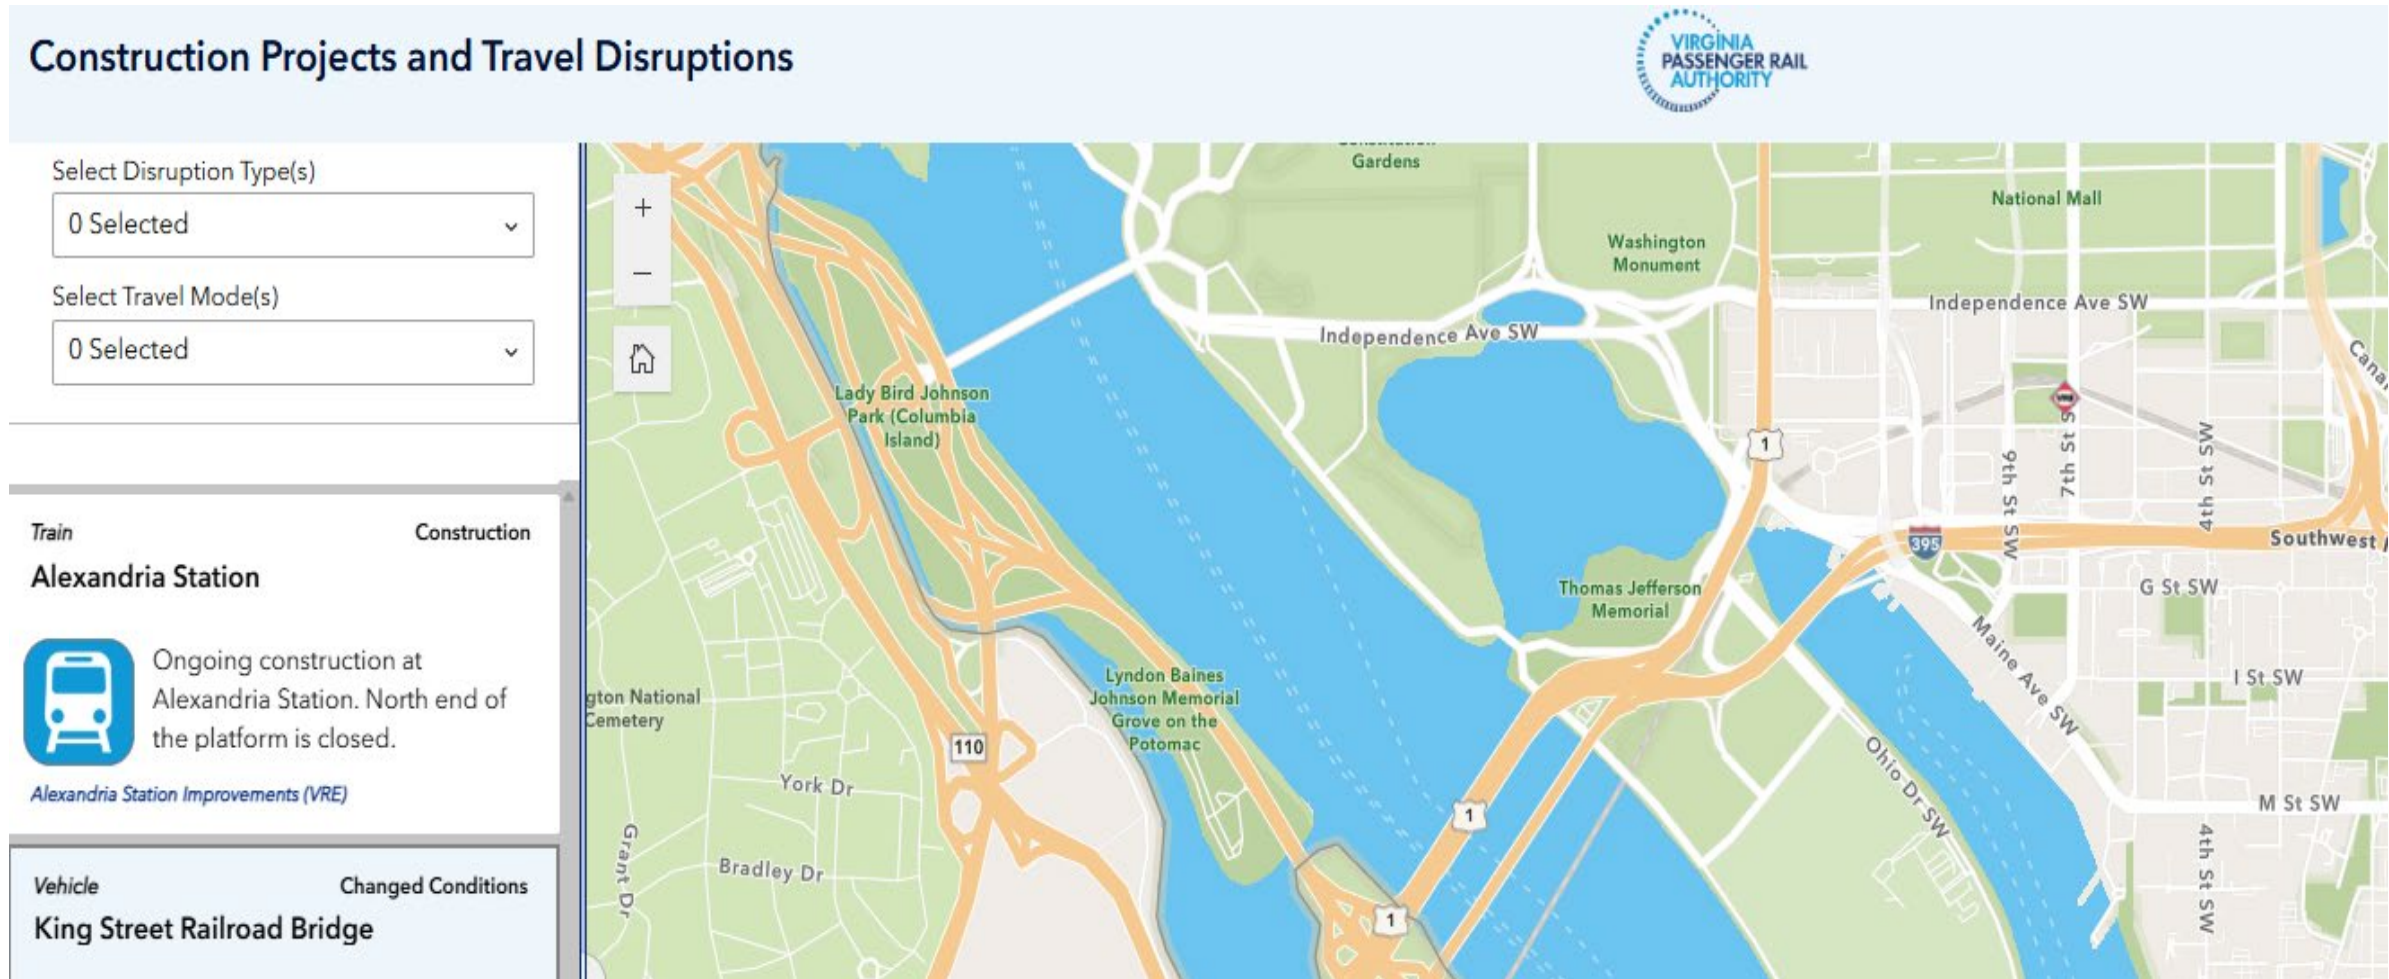 Construction Projects and Travel Disruptions
VIRGINIA
PASSENGER RAIL
AUTHORITY
Select Disruption Type(s)
0 Selected
Select Travel Mode(s)
0 Selected
Train
Construction
Alexandria Station
Ongoing construction at
Alexandria Station. North end of
the platform is closed.
Alexandria Station Improvements (VRE)
Vehicle
Changed Conditions
King Street Railroad Bridge
+
−
Gardens
National Mall
Washington
Monument
Independence Ave SW
Independence Ave SW
Lady Bird Johnson
Park (Columbia
Island)
1
VRE
7th St S
9th St SW
4th St SW
395
Southwest
G St SW
Thomas Jefferson
Memorial
Maine Ave SW
I St SW
Lyndon Baines
Johnson Memorial
Grove on the
Potomac
gton National
Cemetery
110
York Dr
Ohio Dr SW
M St SW
1
Grant Dr
Bradley Dr
4th St SW
1